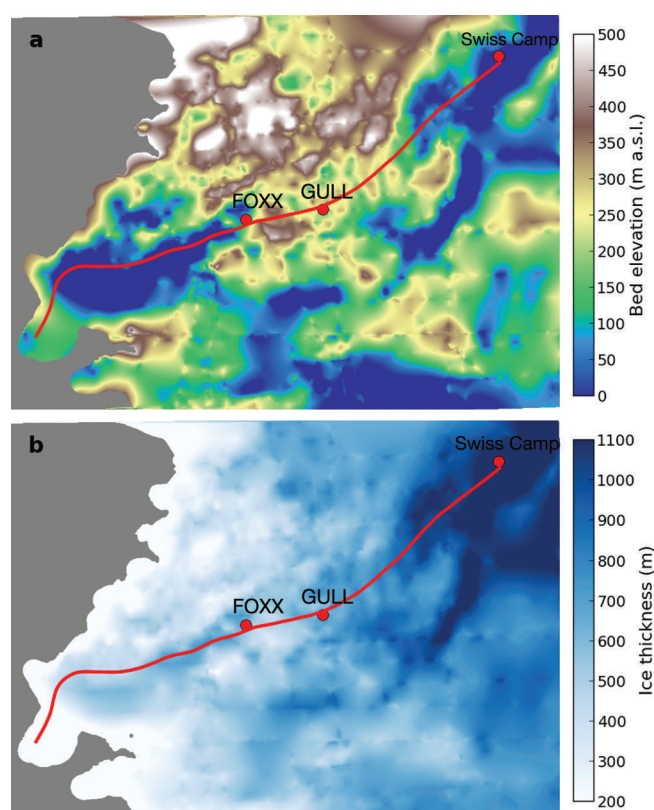 a
Swiss Camp
FOXX
GULL
500
450
400
350
300
250
200
150
100
50
0
Bed elevation (m a.s.l.)
b
Swiss Camp
FOXX
GULL
1100
1000
900
800
700
600
500
400
300
200
Ice thickness (m)